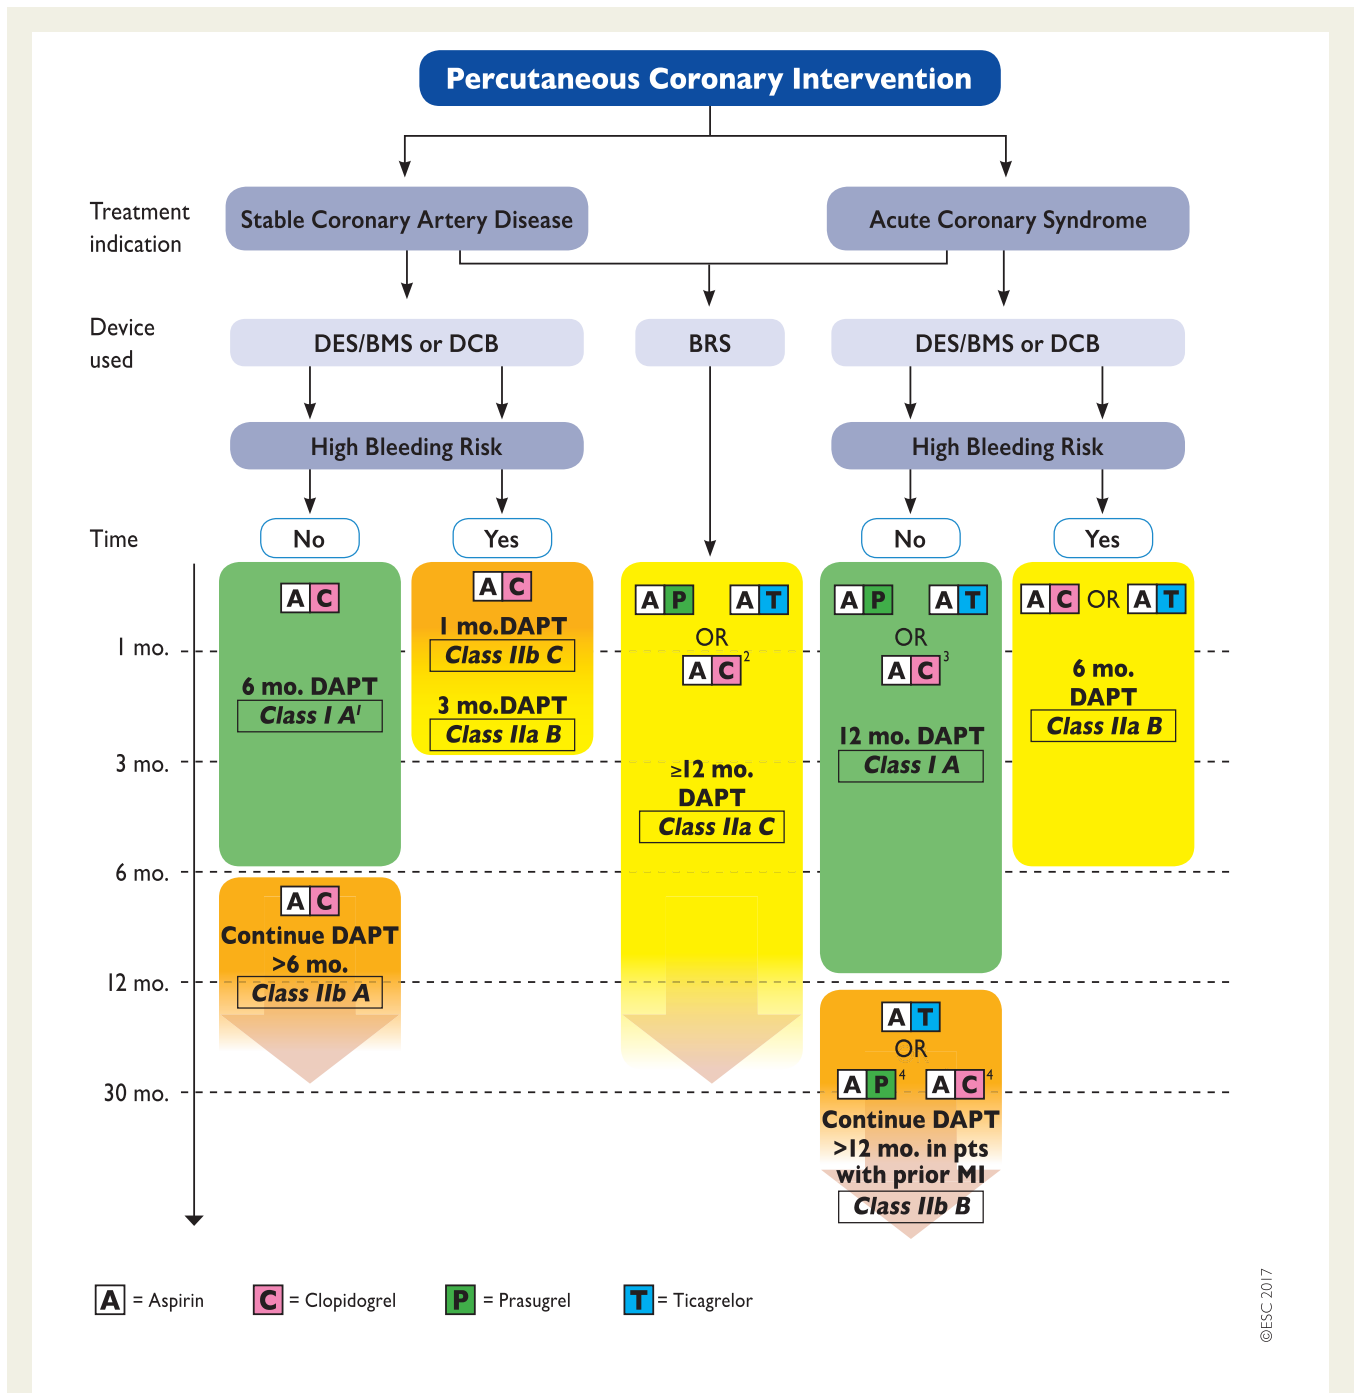 Percutaneous Coronary Intervention
Treatment
indication
Stable Coronary Artery Disease
Acute Coronary Syndrome
Device
used
DES/BMS or DCB
BRS
DES/BMS or DCB
High Bleeding Risk
High Bleeding Risk
Time
No
Yes
No
Yes
1 mo.
3 mo.
6 mo.
12 mo.
30 mo.
A C
6 mo. DAPT
Class I A1
A C
Continue DAPT
>6 mo.
Class IIb A
A C
1 mo.DAPT
Class IIb C
3 mo.DAPT
Class IIa B
A P A T
OR
A C 2
≥12 mo.
DAPT
Class IIa C
A P A T
OR
A C 3
12 mo. DAPT
Class I A
A T
OR
A P 4 A C 4
Continue DAPT
>12 mo. in pts
with prior MI
Class IIb B
A C OR A T
6 mo.
DAPT
Class IIa B
A = Aspirin C = Clopidogrel P = Prasugrel T = Ticagrelor
©ESC 2017